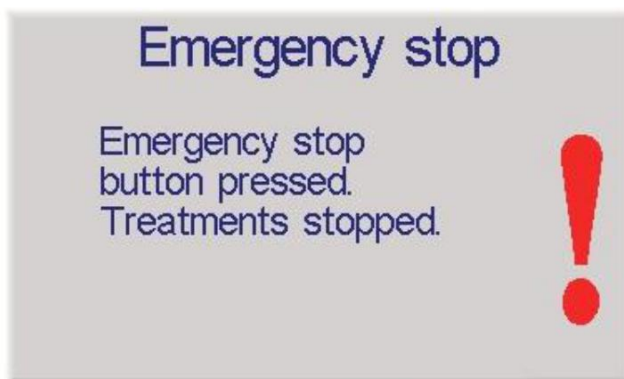 Emergency stop
Emergency stop
button pressed.
Treatments stopped.